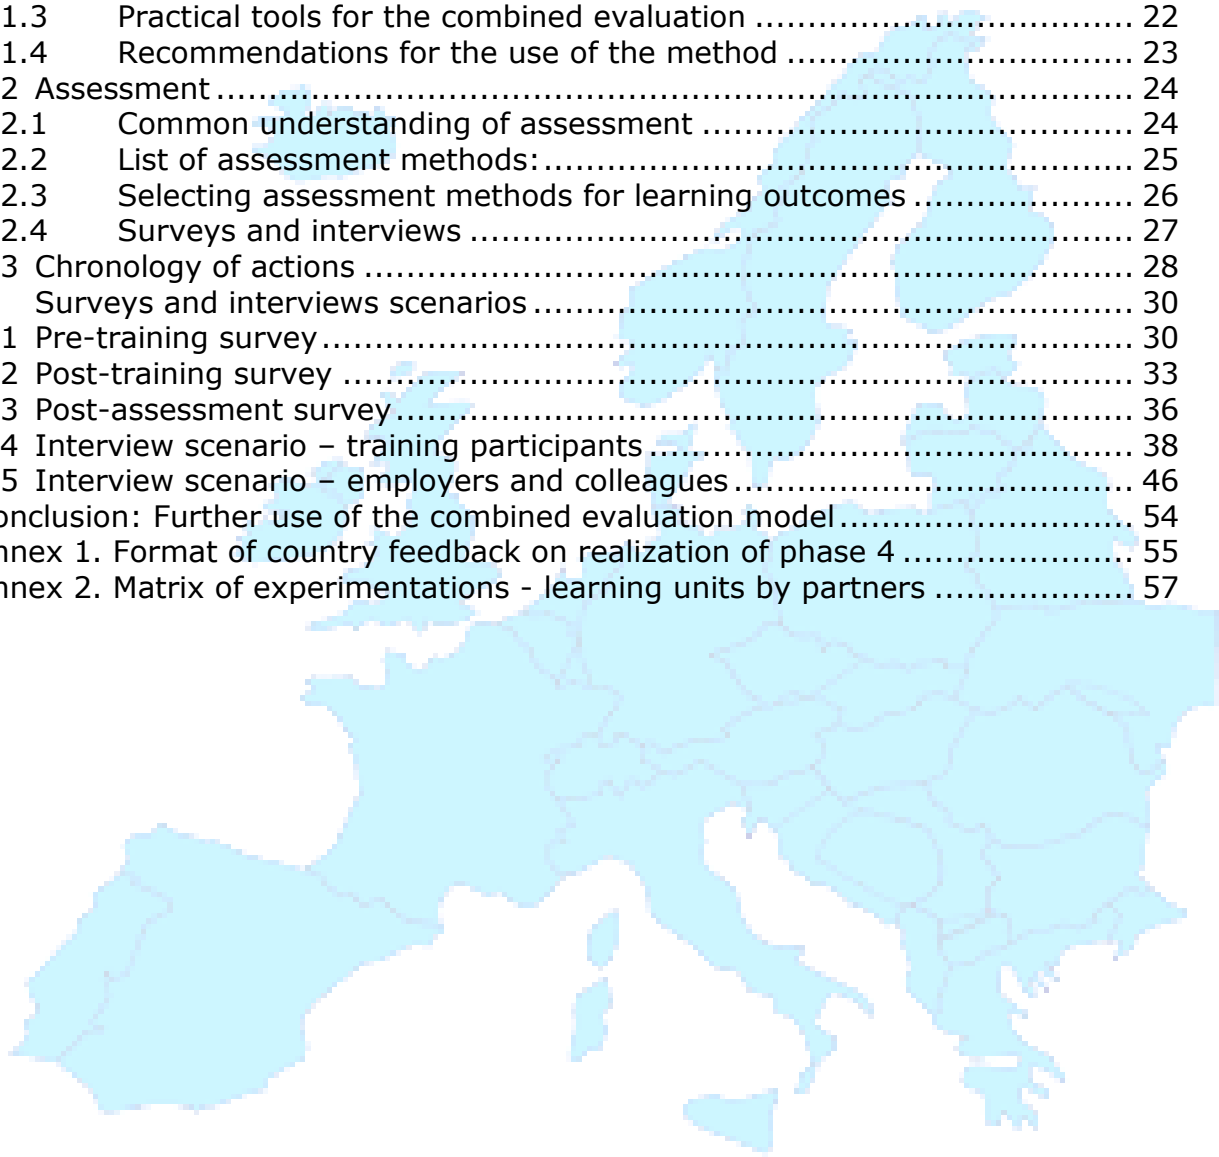 1.3 Practical tools for the combined evaluation ................................... 22
1.4 Recommendations for the use of the method ................................ 23
2 Assessment ..................................................................................... 24
2.1 Common understanding of assessment ........................................ 24
2.2 List of assessment methods: ....................................................... 25
2.3 Selecting assessment methods for learning outcomes ................... 26
2.4 Surveys and interviews ............................................................... 27
3 Chronology of actions ....................................................................... 28
Surveys and interviews scenarios ........................................................ 30
1 Pre-training survey ........................................................................... 30
2 Post-training survey ......................................................................... 33
3 Post-assessment survey .................................................................... 36
4 Interview scenario – training participants ........................................... 38
5 Interview scenario – employers and colleagues ................................... 46
onclusion: Further use of the combined evaluation model ..................... 54
nnex 1. Format of country feedback on realization of phase 4 ............... 55
nnex 2. Matrix of experimentations - learning units by partners ............ 57